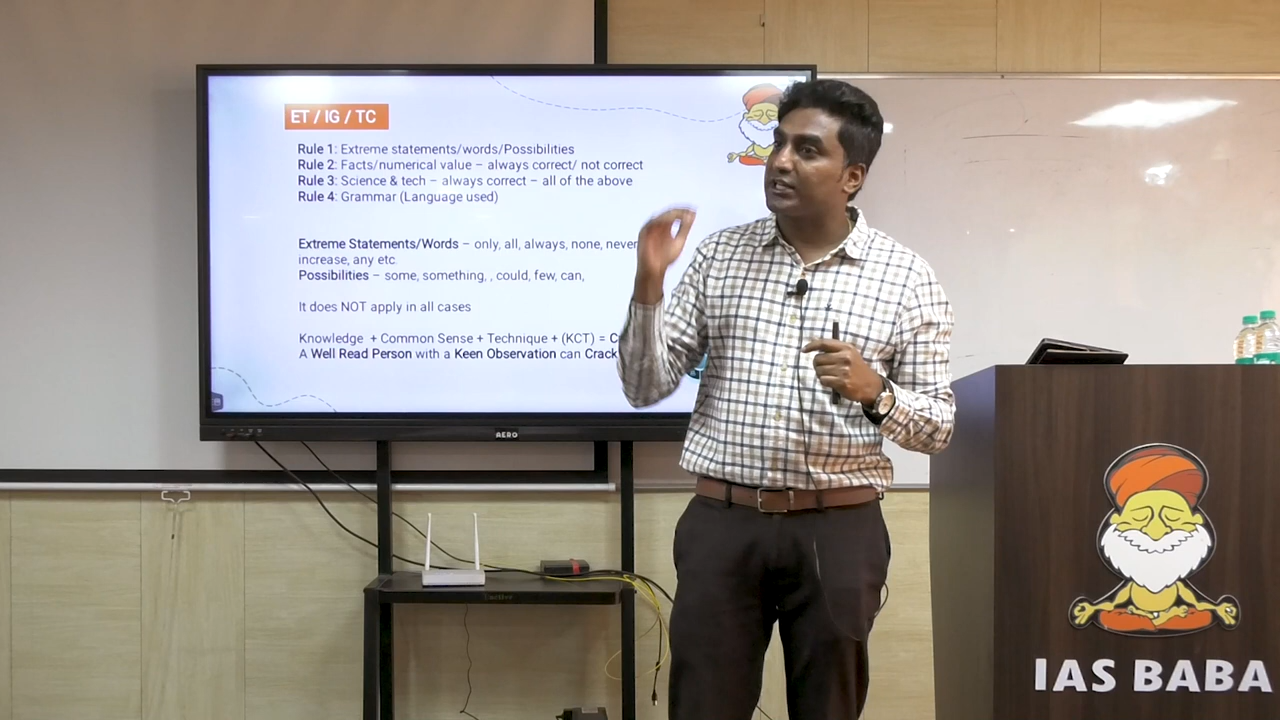 ET / IG / TC
Rule 1: Extreme statements/words/Possibilities
Rule 2: Facts/numerical value – always correct/ not correct
Rule 3: Science & tech – always correct – all of the above
Rule 4: Grammar (Language used)
Extreme Statements/Words – only, all, always, none, never
increase, any etc.
Possibilities – some, something, , could, few, can,
It does NOT apply in all cases
Knowledge + Common Sense + Technique + (KCT) =
A Well Read Person with a Keen Observation can Crack
AERO
IAS BABA